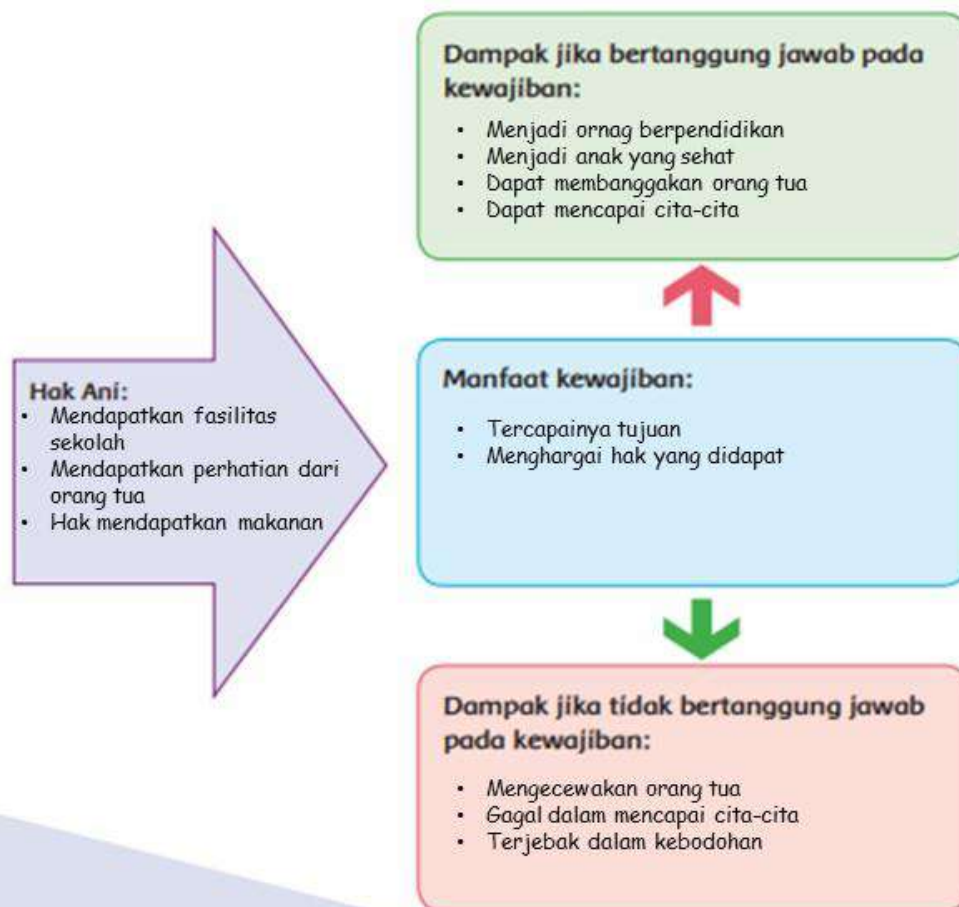 Dampak jika bertanggung jawab pada
kewajiban:
• Menjadi ornag berpendidikan
• Menjadi anak yang sehat
• Dapat membanggakan orang tua
• Dapat mencapai cita-cita
Hak Ani:
• Mendapatkan fasilitas
sekolah
• Mendapatkan perhatian dari
orang tua
• Hak mendapatkan makanan
Manfaat kewajiban:
• Tercapainya tujuan
• Menghargai hak yang didapat
Dampak jika tidak bertanggung jawab
pada kewajiban:
• Mengecewakan orang tua
• Gagal dalam mencapai cita-cita
• Terjebak dalam kebodohan